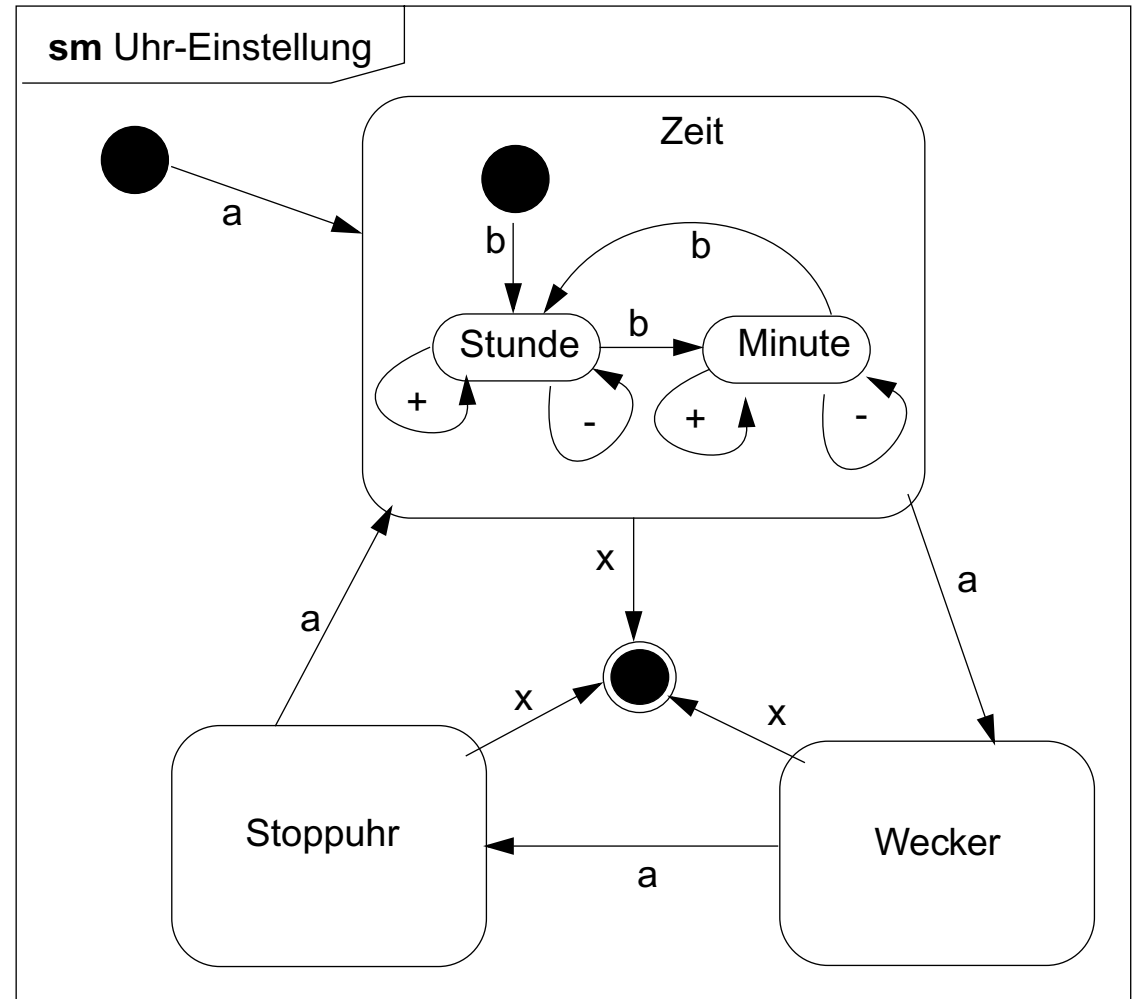 sm Uhr-Einstellung
Zeit
a
b
b
Stunde
b
Minute
+
-
+
-
x
a
a
x
x
Stoppuhr
Wecker
a